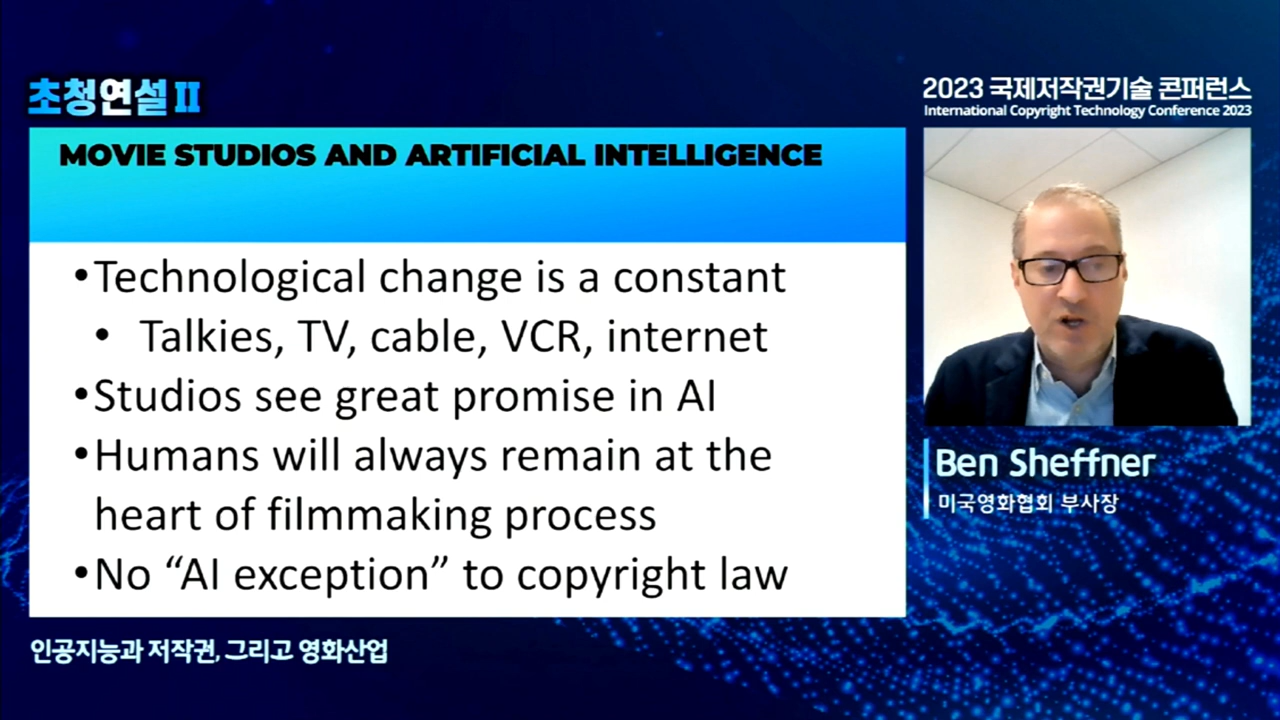 초청연설 II
2023 국제저작권기술 콘퍼런스
International Copyright Technology Conference 2023
MOVIE STUDIOS AND ARTIFICIAL INTELLIGENCE
•Technological change is a constant
• Talkies, TV, cable, VCR, internet
•Studios see great promise in AI
•Humans will always remain at the
heart of filmmaking process
•No “AI exception” to copyright law
Ben Sheffner
미국영화협회 부사장
인공지능과 저작권, 그리고 영화산업